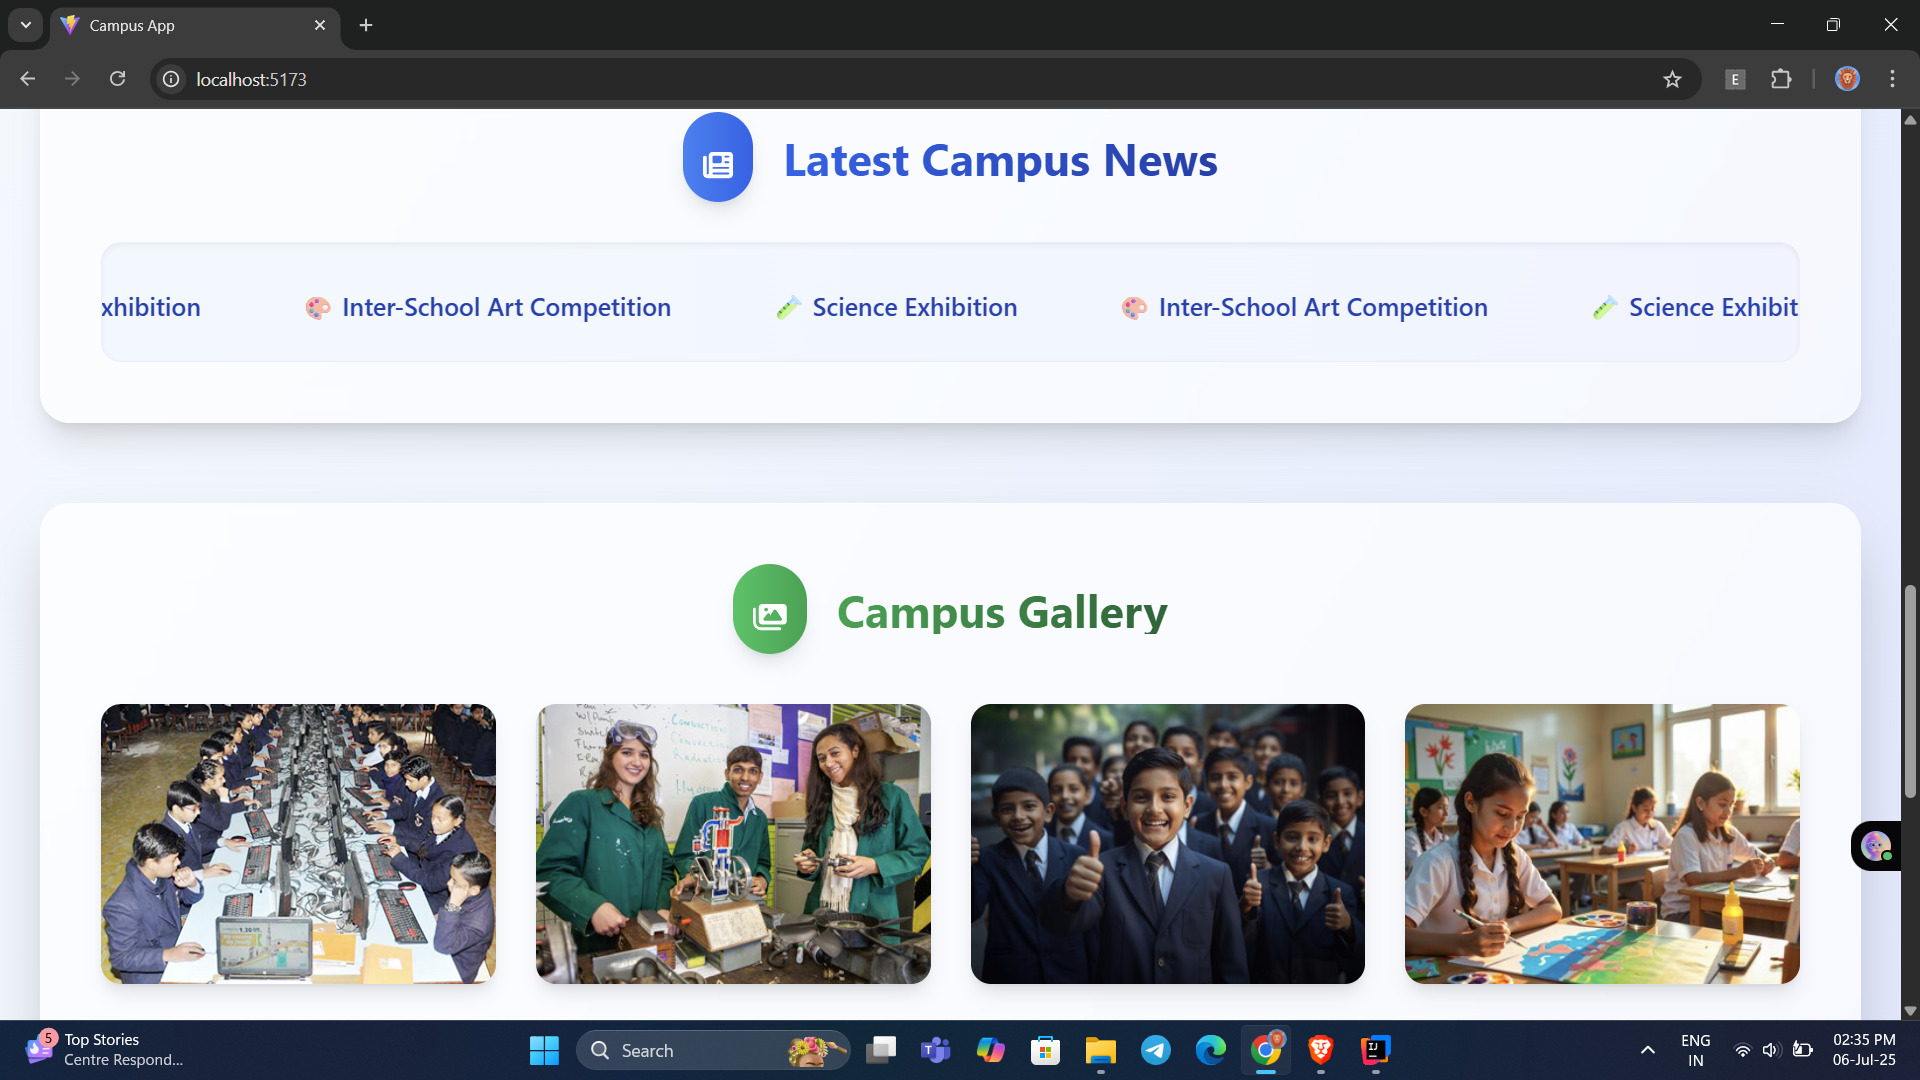 Campus App
localhost:5173
E
Latest Campus News
xhibition Inter-School Art Competition Science Exhibition Inter-School Art Competition Science Exhibit
Campus Gallery
5 Top Stories
Centre Respond...
Search
ENG
IN
02:35 PM
06-Jul-25